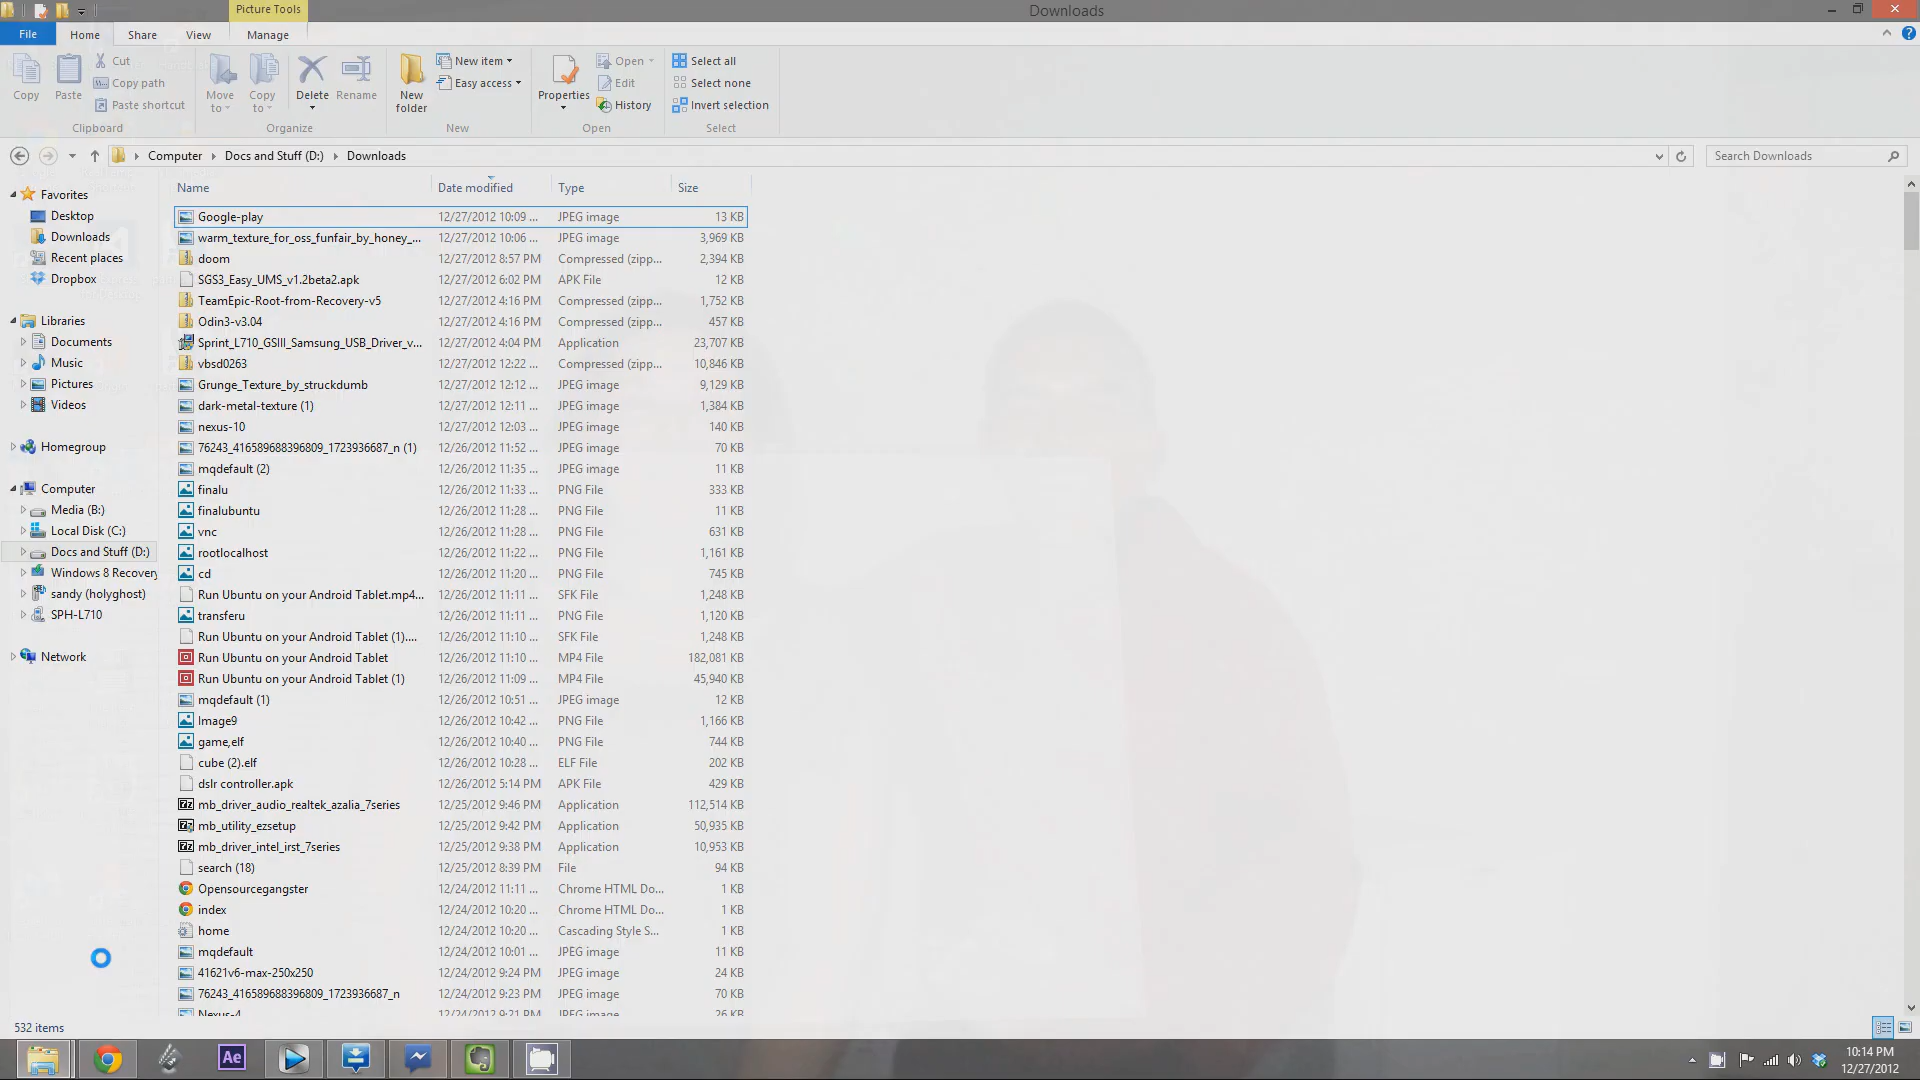 Picture Tools
Downloads
File Home Share View Manage
Copy
Paste
Cut
Copy path
Paste shortcut
Clipboard
Move to
Copy to
Delete
Rename
Organize
New folder
New item
Easy access
New
Properties
Open
Edit
History
Open
Select all
Select none
Invert selection
Select
Computer Docs and Stuff (D:) Downloads
Search Downloads
Favorites
Desktop
Downloads
Recent places
Dropbox
Libraries
Documents
Music
Pictures
Videos
Homegroup
Computer
Media (B:)
Local Disk (C:)
Docs and Stuff (D:)
Windows 8 Recovery
sandy (holyghost)
SPH-L710
Network
Name Date modified Type Size
Google-play 12/27/2012 10:09 ... JPEG image 13 KB
warm_texture_for_oss_funfair_by_honey_... 12/27/2012 10:06 ... JPEG image 3,969 KB
doom 12/27/2012 8:57 PM Compressed (zipp... 2,394 KB
SGS3_Easy_UMS_v1.2beta2.apk 12/27/2012 6:02 PM APK File 12 KB
TeamEpic-Root-from-Recovery-v5 12/27/2012 4:16 PM Compressed (zipp... 1,752 KB
Odin3-v3.04 12/27/2012 4:16 PM Compressed (zipp... 457 KB
Sprint_L710_GSIII_Samsung_USB_Driver_v... 12/27/2012 4:04 PM Application 23,707 KB
vbsd0263 12/27/2012 12:22 ... Compressed (zipp... 10,846 KB
Grunge_Texture_by_struckdumb 12/27/2012 12:12 ... JPEG image 9,129 KB
dark-metal-texture (1) 12/27/2012 12:11 ... JPEG image 1,384 KB
nexus-10 12/27/2012 12:03 ... JPEG image 140 KB
76243_416589688396809_1723936687_n (1) 12/26/2012 11:52 ... JPEG image 70 KB
mqdefault (2) 12/26/2012 11:35 ... JPEG image 11 KB
finalu 12/26/2012 11:33 ... PNG File 333 KB
finalubuntu 12/26/2012 11:28 ... PNG File 11 KB
vnc 12/26/2012 11:28 ... PNG File 631 KB
rootlocalhost 12/26/2012 11:22 ... PNG File 1,161 KB
cd 12/26/2012 11:20 ... PNG File 745 KB
Run Ubuntu on your Android Tablet.mp4... 12/26/2012 11:11 ... SFK File 1,248 KB
transferu 12/26/2012 11:11 ... PNG File 1,120 KB
Run Ubuntu on your Android Tablet (1).... 12/26/2012 11:10 ... SFK File 1,248 KB
Run Ubuntu on your Android Tablet 12/26/2012 11:10 ... MP4 File 182,081 KB
Run Ubuntu on your Android Tablet (1) 12/26/2012 11:09 ... MP4 File 45,940 KB
mqdefault (1) 12/26/2012 10:51 ... JPEG image 12 KB
Image9 12/26/2012 10:42 ... PNG File 1,166 KB
game,elf 12/26/2012 10:40 ... PNG File 744 KB
cube (2).elf 12/26/2012 10:28 ... ELF File 202 KB
dslr controller.apk 12/26/2012 5:14 PM APK File 429 KB
mb_driver_audio_realtek_azalia_7series 12/25/2012 9:46 PM Application 112,514 KB
mb_utility_ezsetup 12/25/2012 9:42 PM Application 50,935 KB
mb_driver_intel_irst_7series 12/25/2012 9:38 PM Application 10,953 KB
search (18) 12/25/2012 8:39 PM File 94 KB
Opensourcegangster 12/24/2012 11:11 ... Chrome HTML Do... 1 KB
index 12/24/2012 10:20 ... Chrome HTML Do... 1 KB
home 12/24/2012 10:20 ... Cascading Style S... 1 KB
mqdefault 12/24/2012 10:01 ... JPEG image 11 KB
41621v6-max-250x250 12/24/2012 9:24 PM JPEG image 24 KB
76243_416589688396809_1723936687_n 12/24/2012 9:23 PM JPEG image 70 KB
Nexus-4 12/24/2012 9:21 PM JPEG image 26 KB
532 items
Ae
10:14 PM
12/27/2012